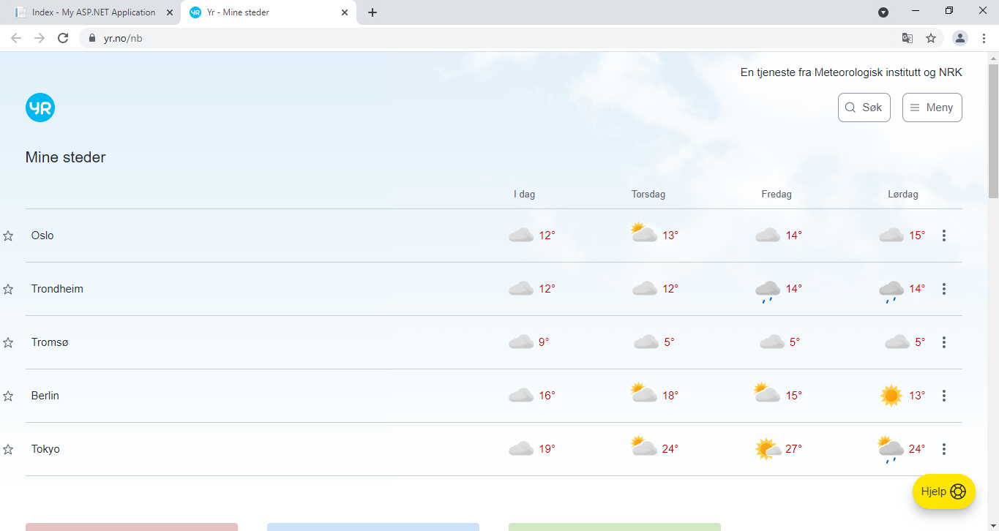 Index - My ASP.NET Application
Yr - Mine steder
yr.no/nb
En tjeneste fra Meteorologisk institutt og NRK
YR
Søk
Meny
Mine steder
I dag Torsdag Fredag Lørdag
Oslo 12° 13° 14° 15°
Trondheim 12° 12° 14° 14°
Tromsø 9° 5° 5° 5°
Berlin 16° 18° 15° 13°
Tokyo 19° 24° 27° 24°
Hjelp